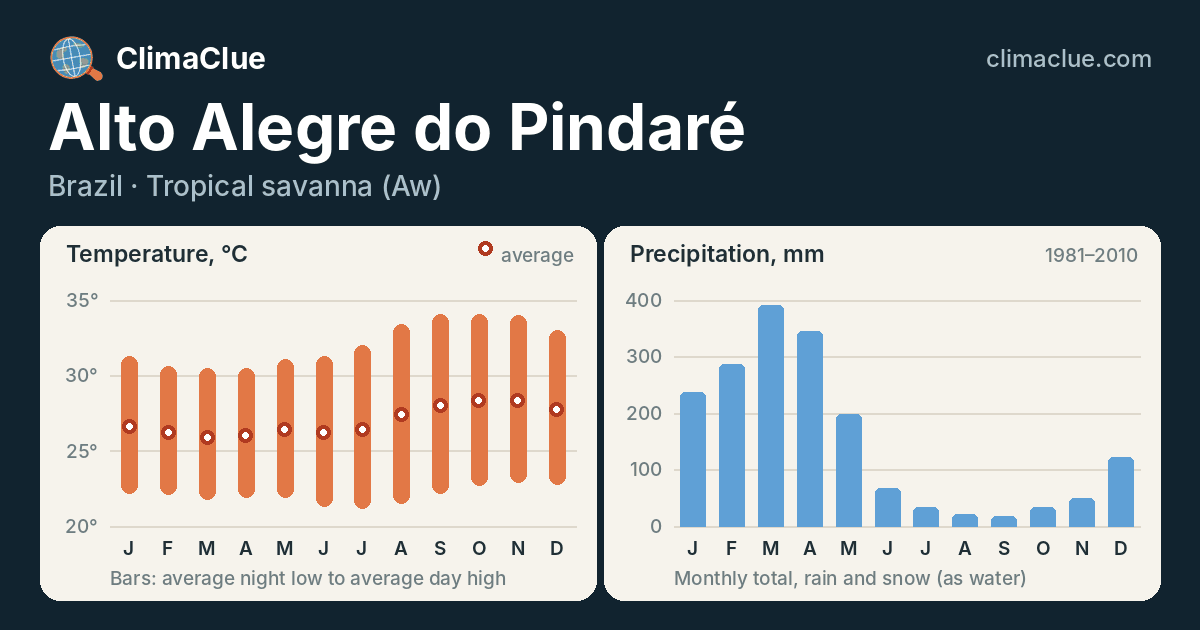 ClimaClue
climaclue.com
Alto Alegre do Pindaré
Brazil · Tropical savanna (Aw)
Temperature, °C
average
35°
30°
25°
20°
J F M A M J J A S O N D
Bars: average night low to average day high
Precipitation, mm
1981–2010
400
300
200
100
0
J F M A M J J A S O N D
Monthly total, rain and snow (as water)